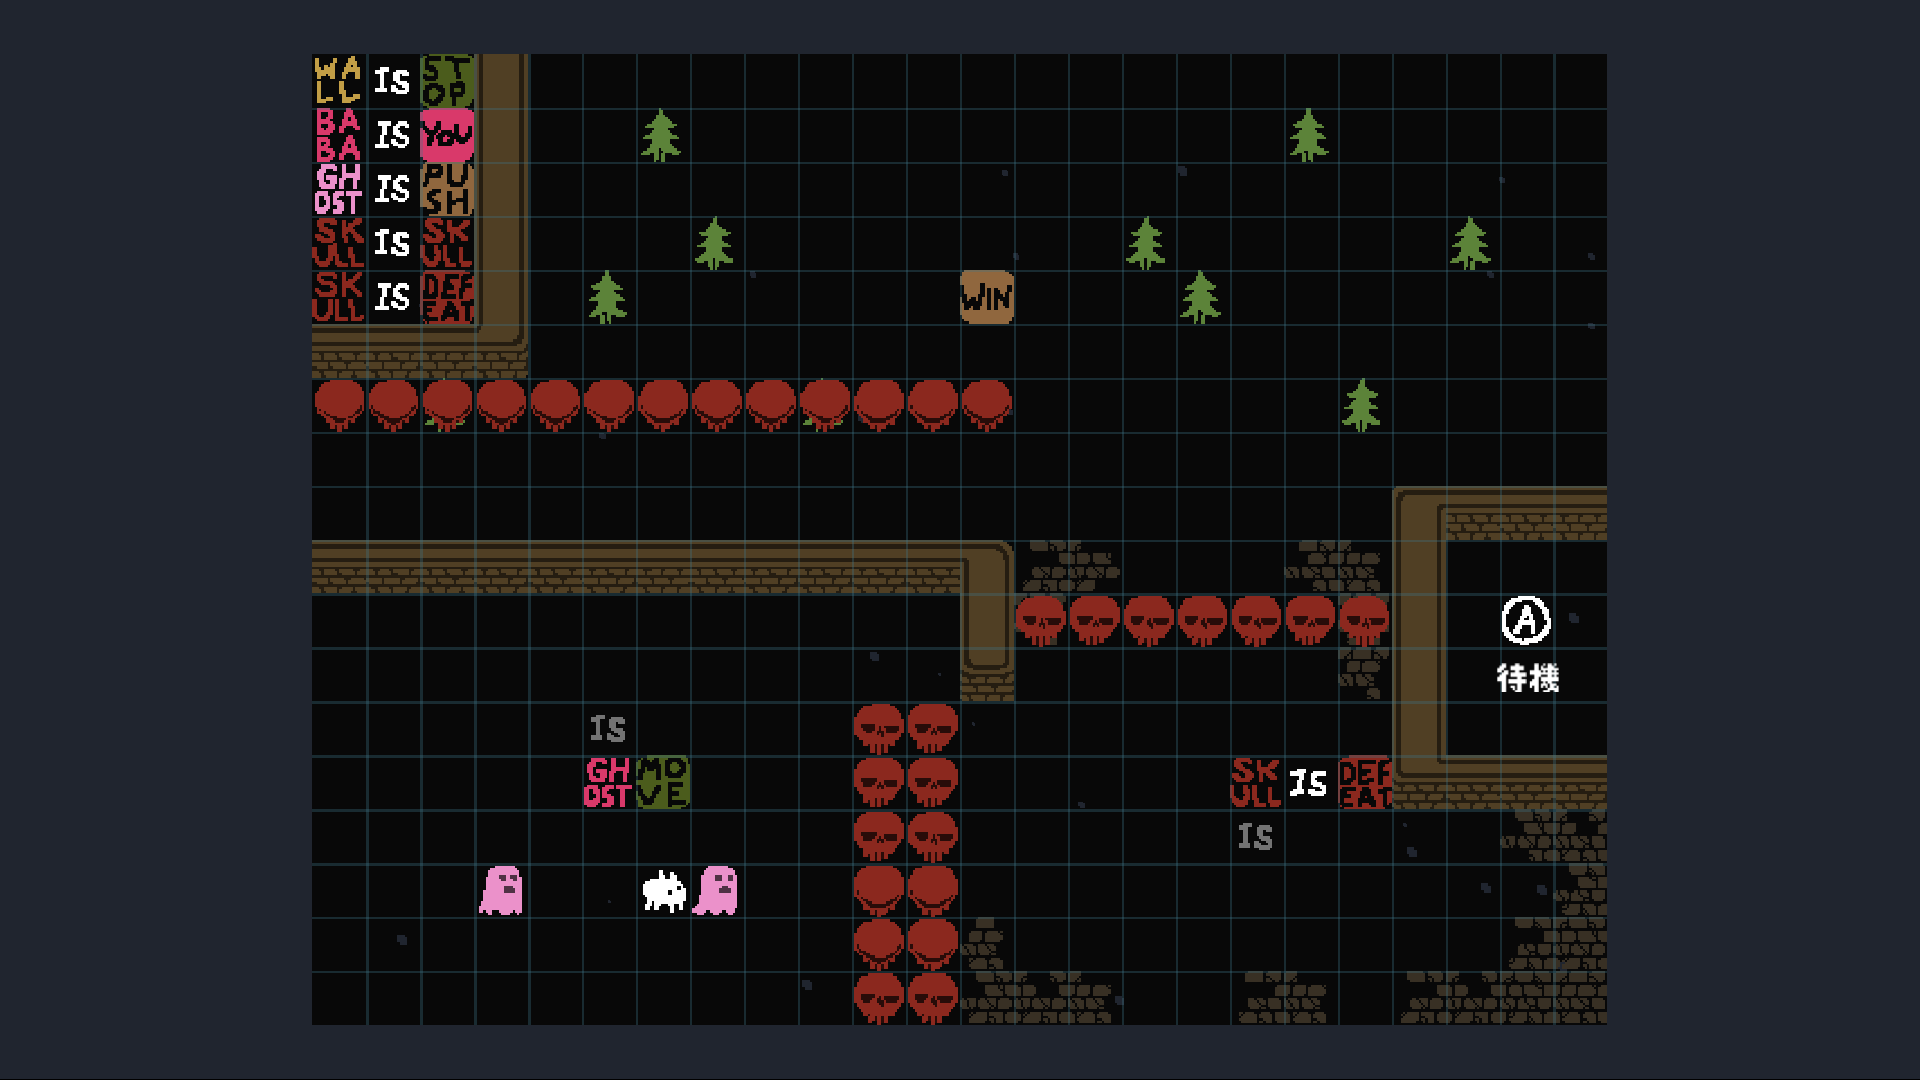 WALL IS STOP
BABA IS YOU
GHOST IS PUSH
SKULL IS SKULL
SKULL IS DEFEAT
WIN
A
待機
IS
GHOST MOVE
SKULL IS DEFEAT
IS